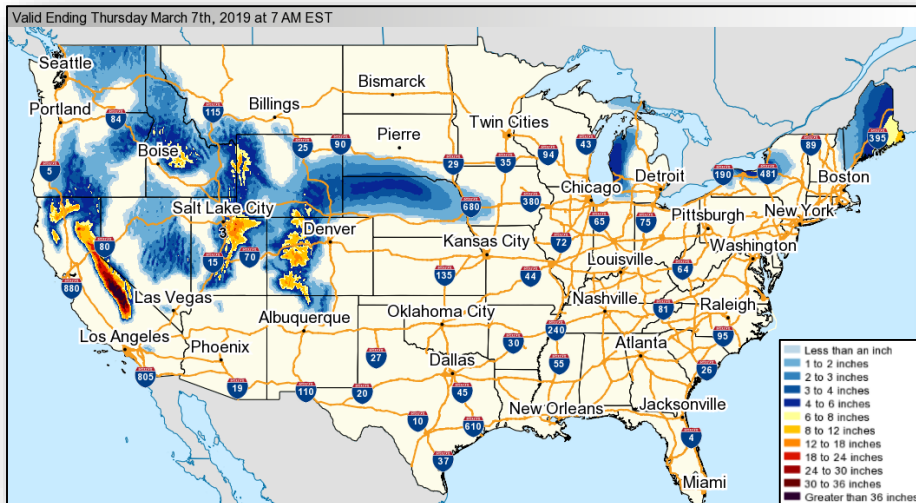 Valid Ending Thursday March 7th, 2019 at 7 AM EST
Seattle
Bismarck
Portland
84
115
Billings
Twin Cities
Pierre
25
90
5
Boise
29
35
94
43
89
395
Boston
190
481
Detroit
Chicago
Salt Lake City
3
680
380
New York
Pittsburgh
65
75
Denver
80
15
70
Kansas City
72
Washington
135
44
Louisville
64
880
Las Vegas
Nashville
81
Raleigh
Albuquerque
Oklahoma City
240
95
Los Angeles
Phoenix
27
30
55
Atlanta
26
Dallas
805
19
110
20
45
10
610
New Orleans
Jacksonville
4
37
Miami
Less than an inch
1 to 2 inches
2 to 3 inches
3 to 4 inches
4 to 6 inches
6 to 8 inches
8 to 12 inches
12 to 18 inches
18 to 24 inches
24 to 30 inches
30 to 36 inches
Greater than 36 inches